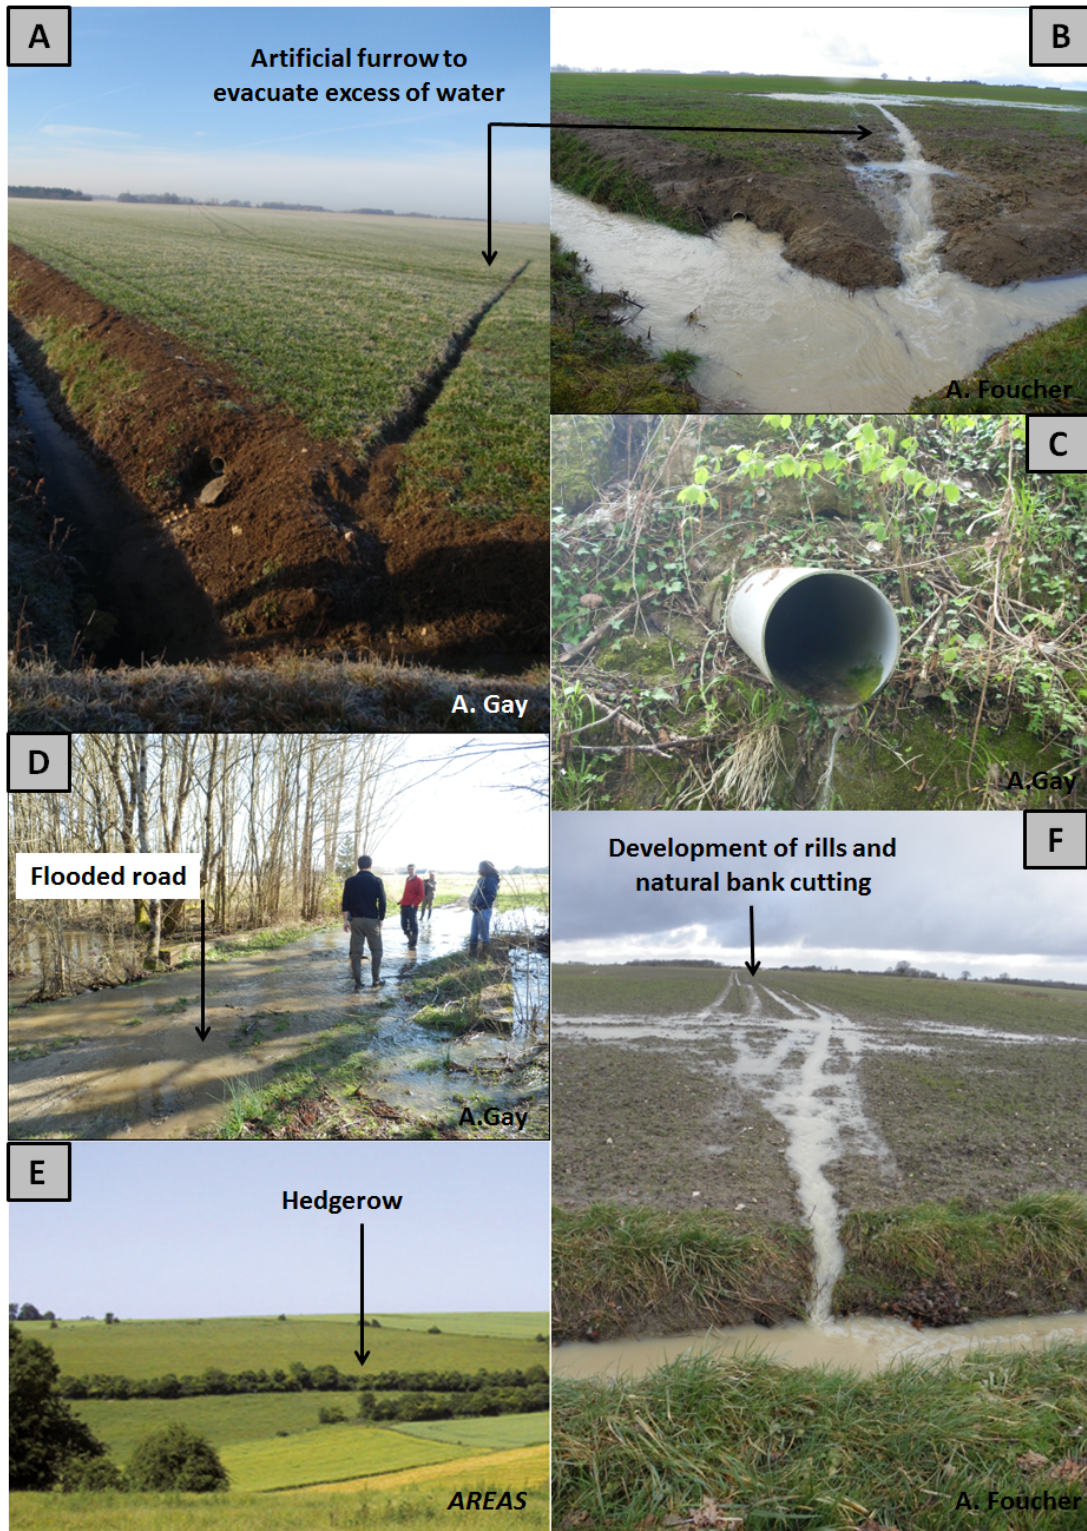 A
Artificial furrow to
evacuate excess of water
A. Gay
B
A. Foucher
C
A.Gay
D
Flooded road
A.Gay
E
Hedgerow
AREAS
F
Development of rills and
natural bank cutting
A. Foucher